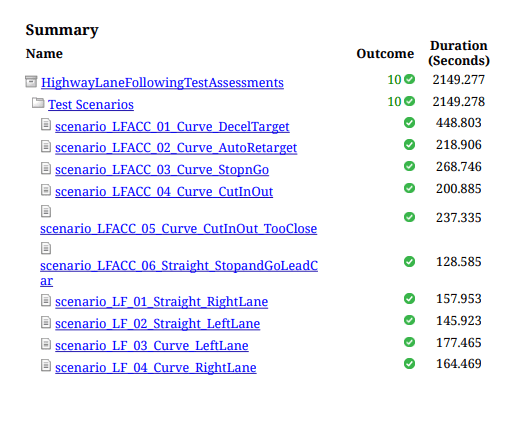 Summary
Name Outcome Duration
(Seconds)
HighwayLaneFollowingTestAssessments 10 2149.277
Test Scenarios 10 2149.278
scenario_LFACC_01_Curve_DecelTarget 448.803
scenario_LFACC_02_Curve_AutoRetarget 218.906
scenario_LFACC_03_Curve_StopnGo 268.746
scenario_LFACC_04_Curve_CutInOut 200.885
scenario_LFACC_05_Curve_CutInOut_TooClose 237.335
scenario_LFACC_06_Straight_StopandGoLeadC 128.585
ar
scenario_LF_01_Straight_RightLane 157.953
scenario_LF_02_Straight_LeftLane 145.923
scenario_LF_03_Curve_LeftLane 177.465
scenario_LF_04_Curve_RightLane 164.469